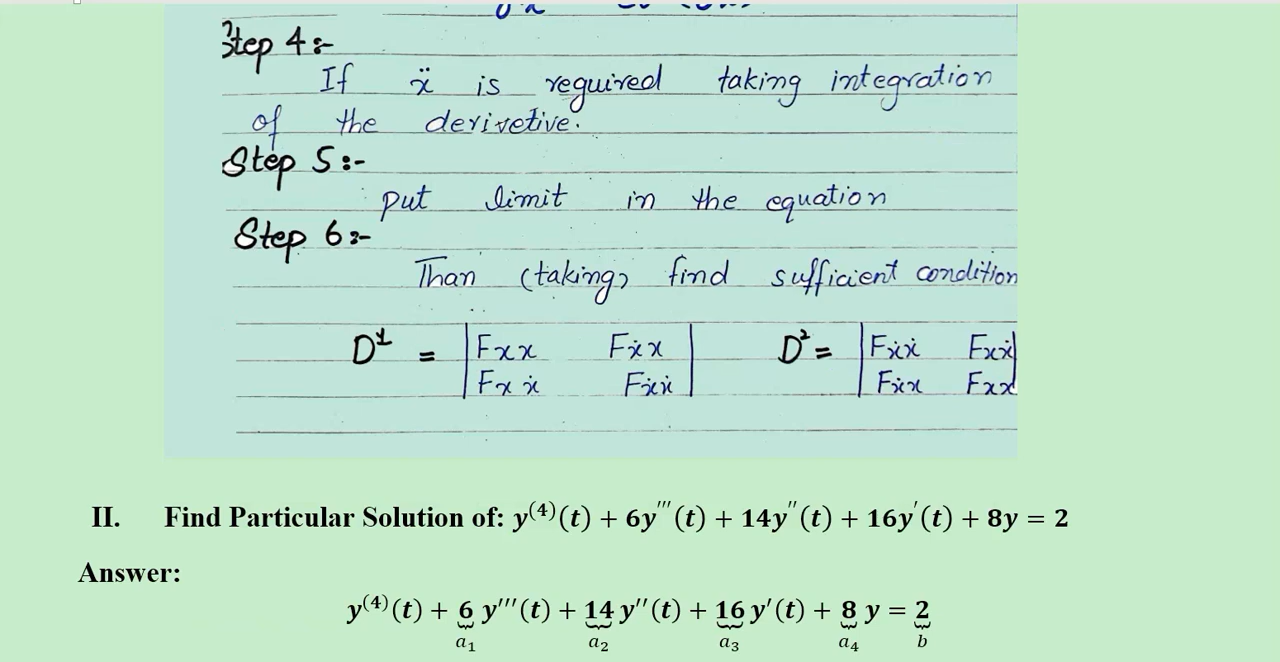 Step 4:-
If ẍ is required taking integration
of the derivetive.
Step 5:-
put limit in the equation
Step 6:-
Than (taking) find sufficient condition
D¹ = |Fxx Fẋx| D² = |Fẋẋ Fxẋ|
|Fxẋ Fẋẋ| |Fẋx Fxx|
II. Find Particular Solution of: y⁽⁴⁾(t) + 6y‴(t) + 14y″(t) + 16y′(t) + 8y = 2
Answer:
y⁽⁴⁾(t) + 6 y‴(t) + 14 y″(t) + 16 y′(t) + 8 y = 2
a₁ a₂ a₃ a₄ b